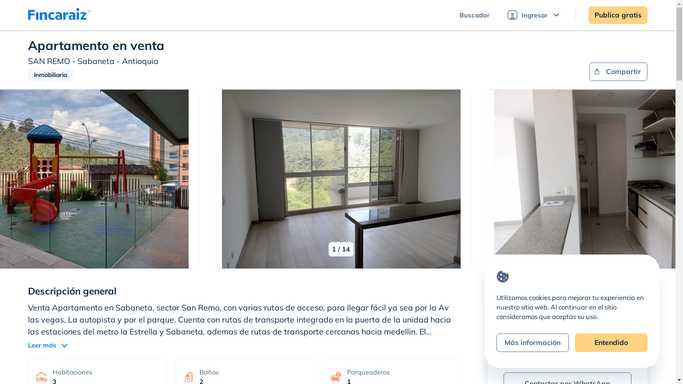 Fincaraiz
Buscador
Ingresar
Publica gratis
Apartamento en venta
SAN REMO - Sabaneta - Antioquia
Inmobiliaria
Compartir
1 / 14
Descripción general
Venta Apartamento en Sabaneta, sector San Remo, con varias rutas de acceso, para llegar fácil ya sea por la Av
las vegas, La autopista y por el parque. Cuenta con rutas de transporte integrado en la puerta de la unidad hacia
las estaciones del metro la Estrella y Sabaneta, ademas de rutas de transporte cercanas hacia medellin. El...
Leer más
Habitaciones
3
Baños
2
Parqueaderos
1
Utilizamos cookies para mejorar tu experiencia en
nuestro sitio web. Al continuar en el sitio
consideramos que aceptas su uso.
Más información
Entendido
Contactar por WhatsApp